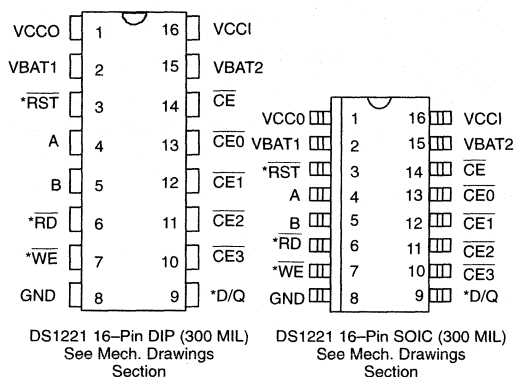 VCCO 1 16 VCCI
VBAT1 2 15 VBAT2
*RST 3 14 CE
A 4 13 CE0
B 5 12 CE1
*RD 6 11 CE2
*WE 7 10 CE3
GND 8 9 *D/Q
DS1221 16–Pin DIP (300 MIL)
See Mech. Drawings
Section
VCC0 1 16 VCCI
VBAT1 2 15 VBAT2
*RST 3 14 CE
A 4 13 CE0
B 5 12 CE1
*RD 6 11 CE2
*WE 7 10 CE3
GND 8 9 *D/Q
DS1221 16–Pin SOIC (300 MIL)
See Mech. Drawings
Section